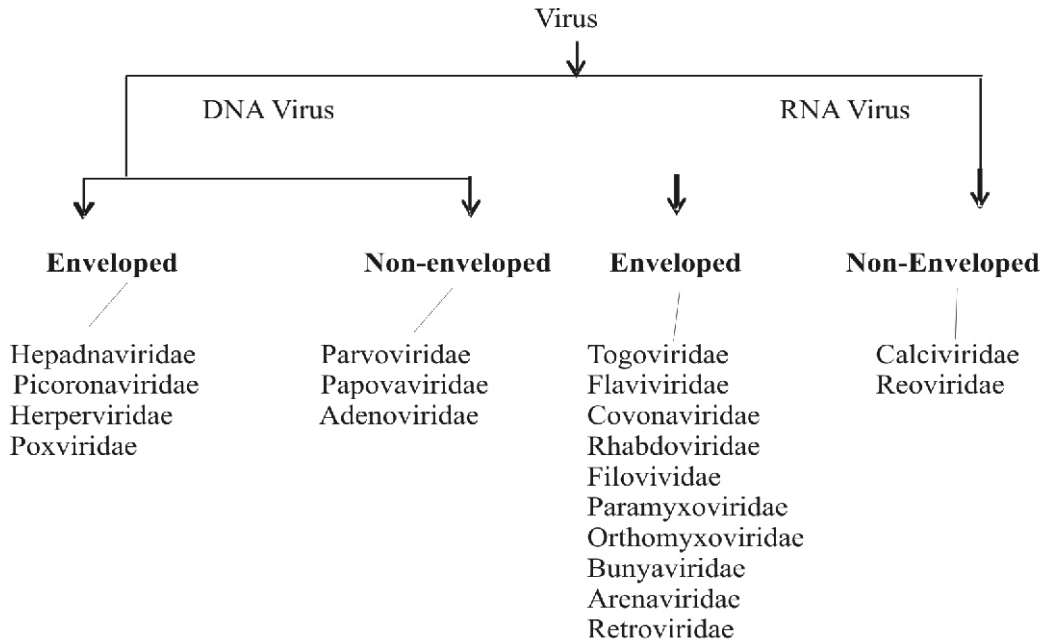 Virus
DNA Virus
RNA Virus
Enveloped
Non-enveloped
Enveloped
Non-Enveloped
Hepadnaviridae
Picoronaviridae
Herperviridae
Poxviridae
Parvoviridae
Papovaviridae
Adenoviridae
Togoviridae
Flaviviridae
Covonaviridae
Rhabdoviridae
Filovividae
Paramyxoviridae
Orthomyxoviridae
Bunyaviridae
Arenaviridae
Retroviridae
Calciviridae
Reoviridae